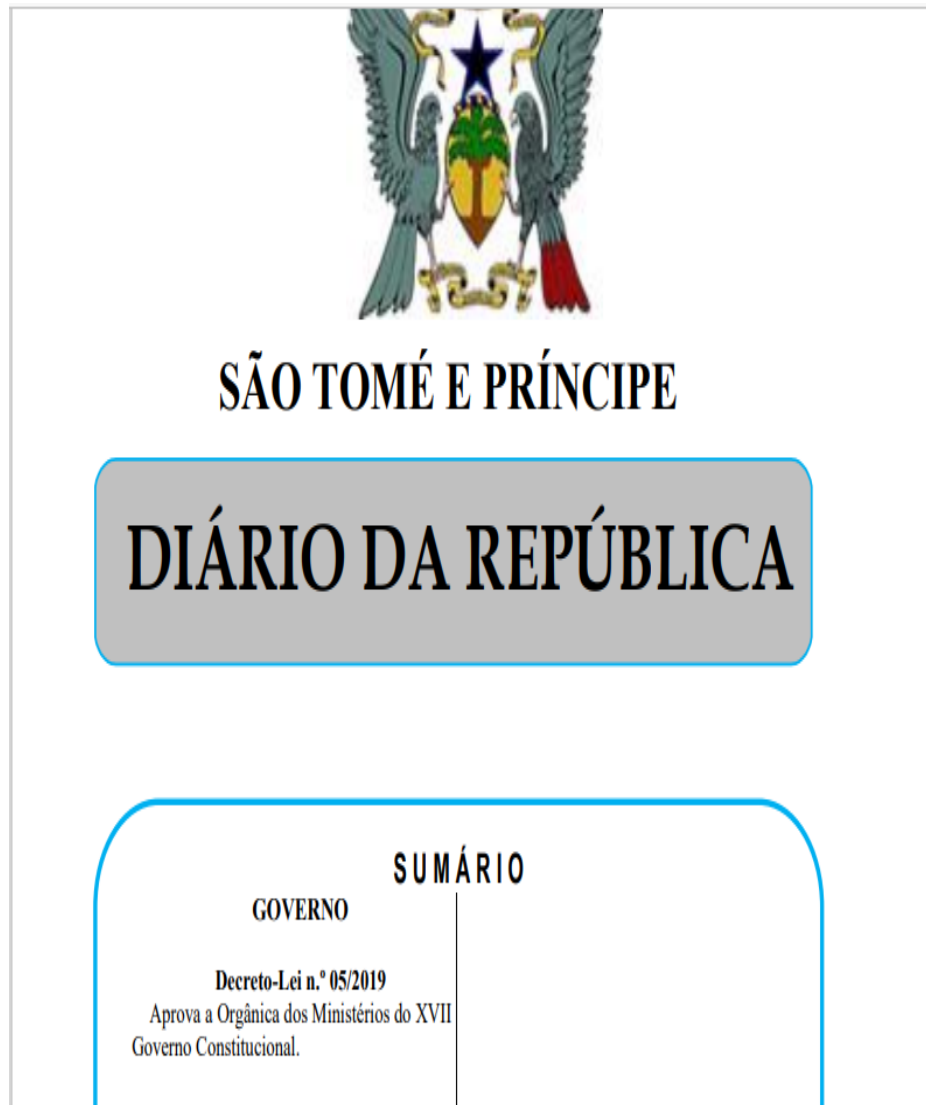 SÃO TOMÉ E PRÍNCIPE
DIÁRIO DA REPÚBLICA
SUMÁRIO
GOVERNO
Decreto-Lei n.º 05/2019
Aprova a Orgânica dos Ministérios do XVII
Governo Constitucional.